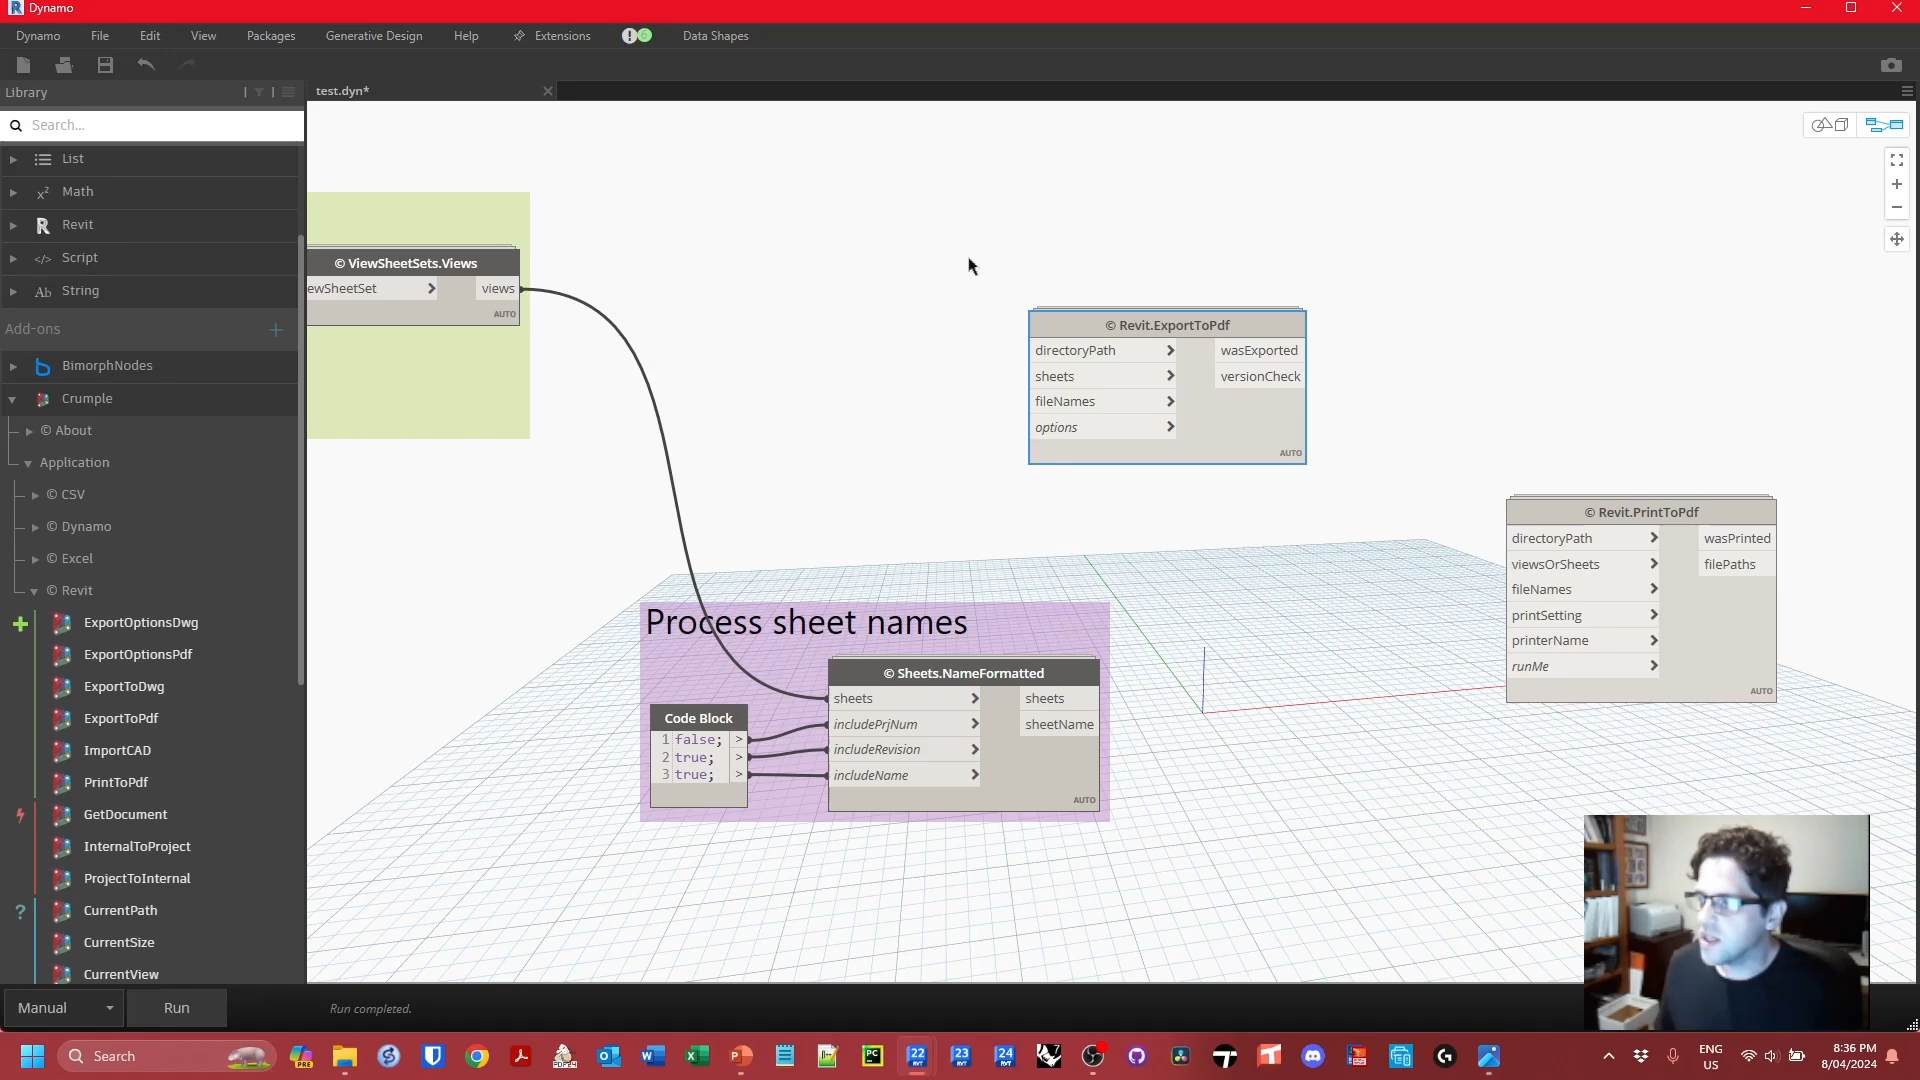 Dynamo
Dynamo File Edit View Packages Generative Design Help Extensions Data Shapes
Library
test.dyn*
Search...
List
Math
Revit
Script
String
Add-ons
BimorphNodes
Crumple
© About
Application
© CSV
© Dynamo
© Excel
© Revit
ExportOptionsDwg
ExportOptionsPdf
ExportToDwg
ExportToPdf
ImportCAD
PrintToPdf
GetDocument
InternalToProject
ProjectToInternal
CurrentPath
CurrentSize
CurrentView
© ViewSheetSets.Views
ewSheetSet > views
AUTO
© Revit.ExportToPdf
directoryPath > wasExported
sheets > versionCheck
fileNames >
options >
AUTO
© Revit.PrintToPdf
directoryPath > wasPrinted
viewsOrSheets > filePaths
fileNames >
printSetting >
printerName >
runMe >
AUTO
Process sheet names
Code Block
1 false; >
2 true; >
3 true; >
© Sheets.NameFormatted
sheets > sheets
includePrjNum > sheetName
includeRevision >
includeName >
AUTO
Manual Run Run completed.
Search
ENG
US
8:36 PM
8/04/2024